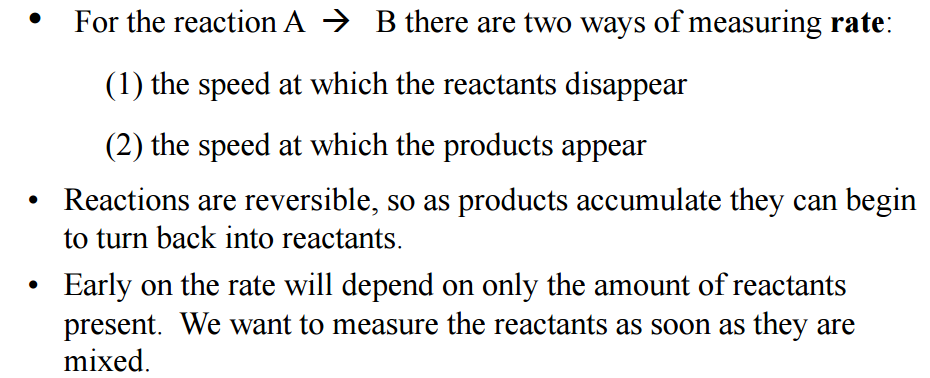 • For the reaction A → B there are two ways of measuring rate:
(1) the speed at which the reactants disappear
(2) the speed at which the products appear
• Reactions are reversible, so as products accumulate they can begin
to turn back into reactants.
• Early on the rate will depend on only the amount of reactants
present. We want to measure the reactants as soon as they are
mixed.